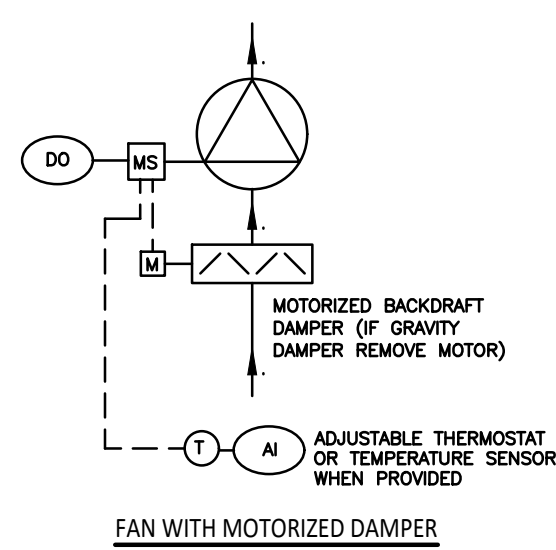 DO
MS
M
MOTORIZED BACKDRAFT
DAMPER (IF GRAVITY
DAMPER REMOVE MOTOR)
T
AI
ADJUSTABLE THERMOSTAT
OR TEMPERATURE SENSOR
WHEN PROVIDED
FAN WITH MOTORIZED DAMPER